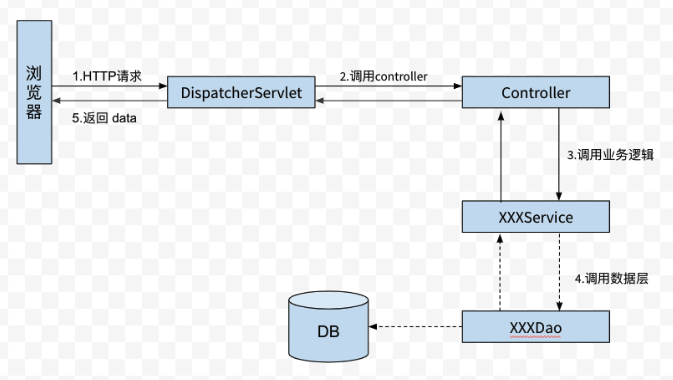 浏览器
1.HTTP请求
DispatcherServlet
2.调用controller
Controller
5.返回 data
3.调用业务逻辑
XXXService
4.调用数据层
DB
XXXDao